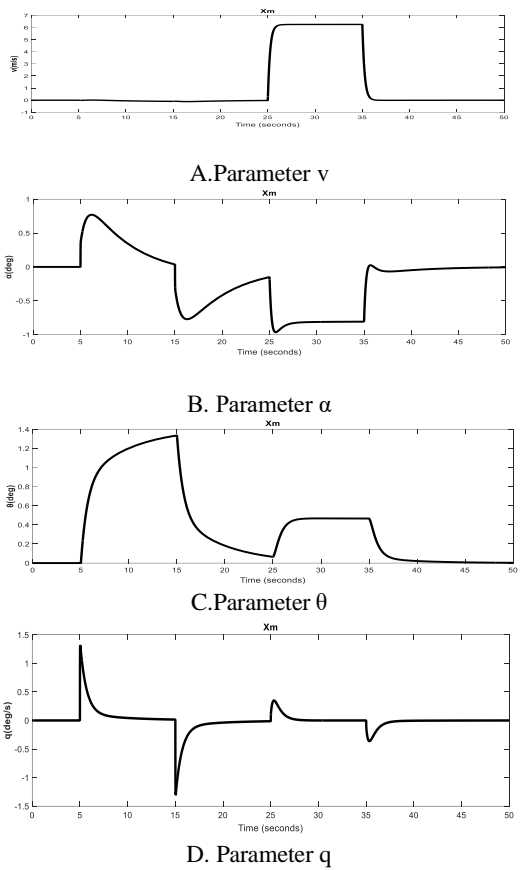 Xm
7
6
5
4
3
2
1
0
-1
v(m/s)
0 5 10 15 20 25 30 35 40 45 50
Time (seconds)
A.Parameter v
Xm
1
0.5
0
-0.5
-1
α(deg)
0 5 10 15 20 25 30 35 40 45 50
Time (seconds)
B. Parameter α
Xm
1.4
1.2
1
0.8
0.6
0.4
0.2
0
θ(deg)
0 5 10 15 20 25 30 35 40 45 50
Time (seconds)
C.Parameter θ
Xm
1.5
1
0.5
0
-0.5
-1
-1.5
q(deg/s)
0 5 10 15 20 25 30 35 40 45 50
Time (seconds)
D. Parameter q